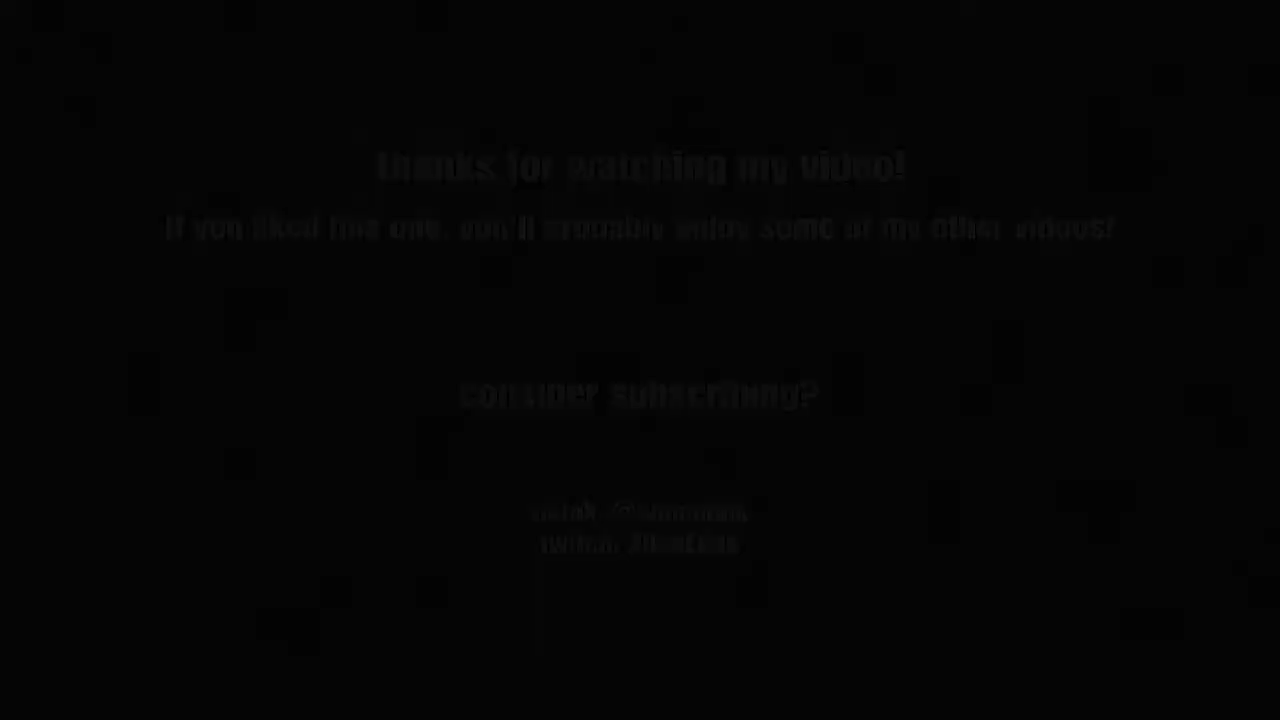 thanks for watching my video!
if you liked this one, you'll probably enjoy some of my other videos!
consider subscribing?